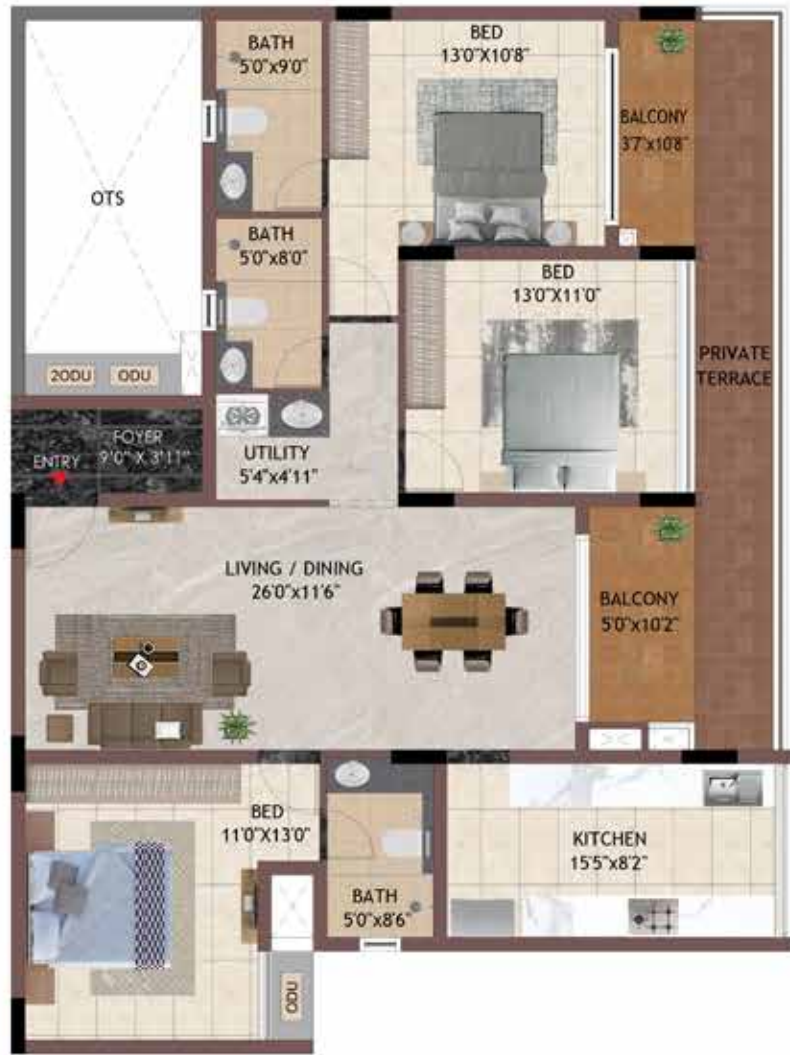 BATH
5'0"x9'0"
BED
13'0"X10'8"
BALCONY
3'7"x10'8"
OTS
BATH
5'0"x8'0"
BED
13'0"X11'0"
PRIVATE
TERRACE
2ODU
ODU
FOYER
9'0" X 3'11"
ENTRY
UTILITY
5'4"x4'11"
LIVING / DINING
26'0"x11'6"
BALCONY
5'0"x10'2"
BED
11'0"X13'0"
KITCHEN
15'5"x8'2"
BATH
5'0"x8'6"
ODU